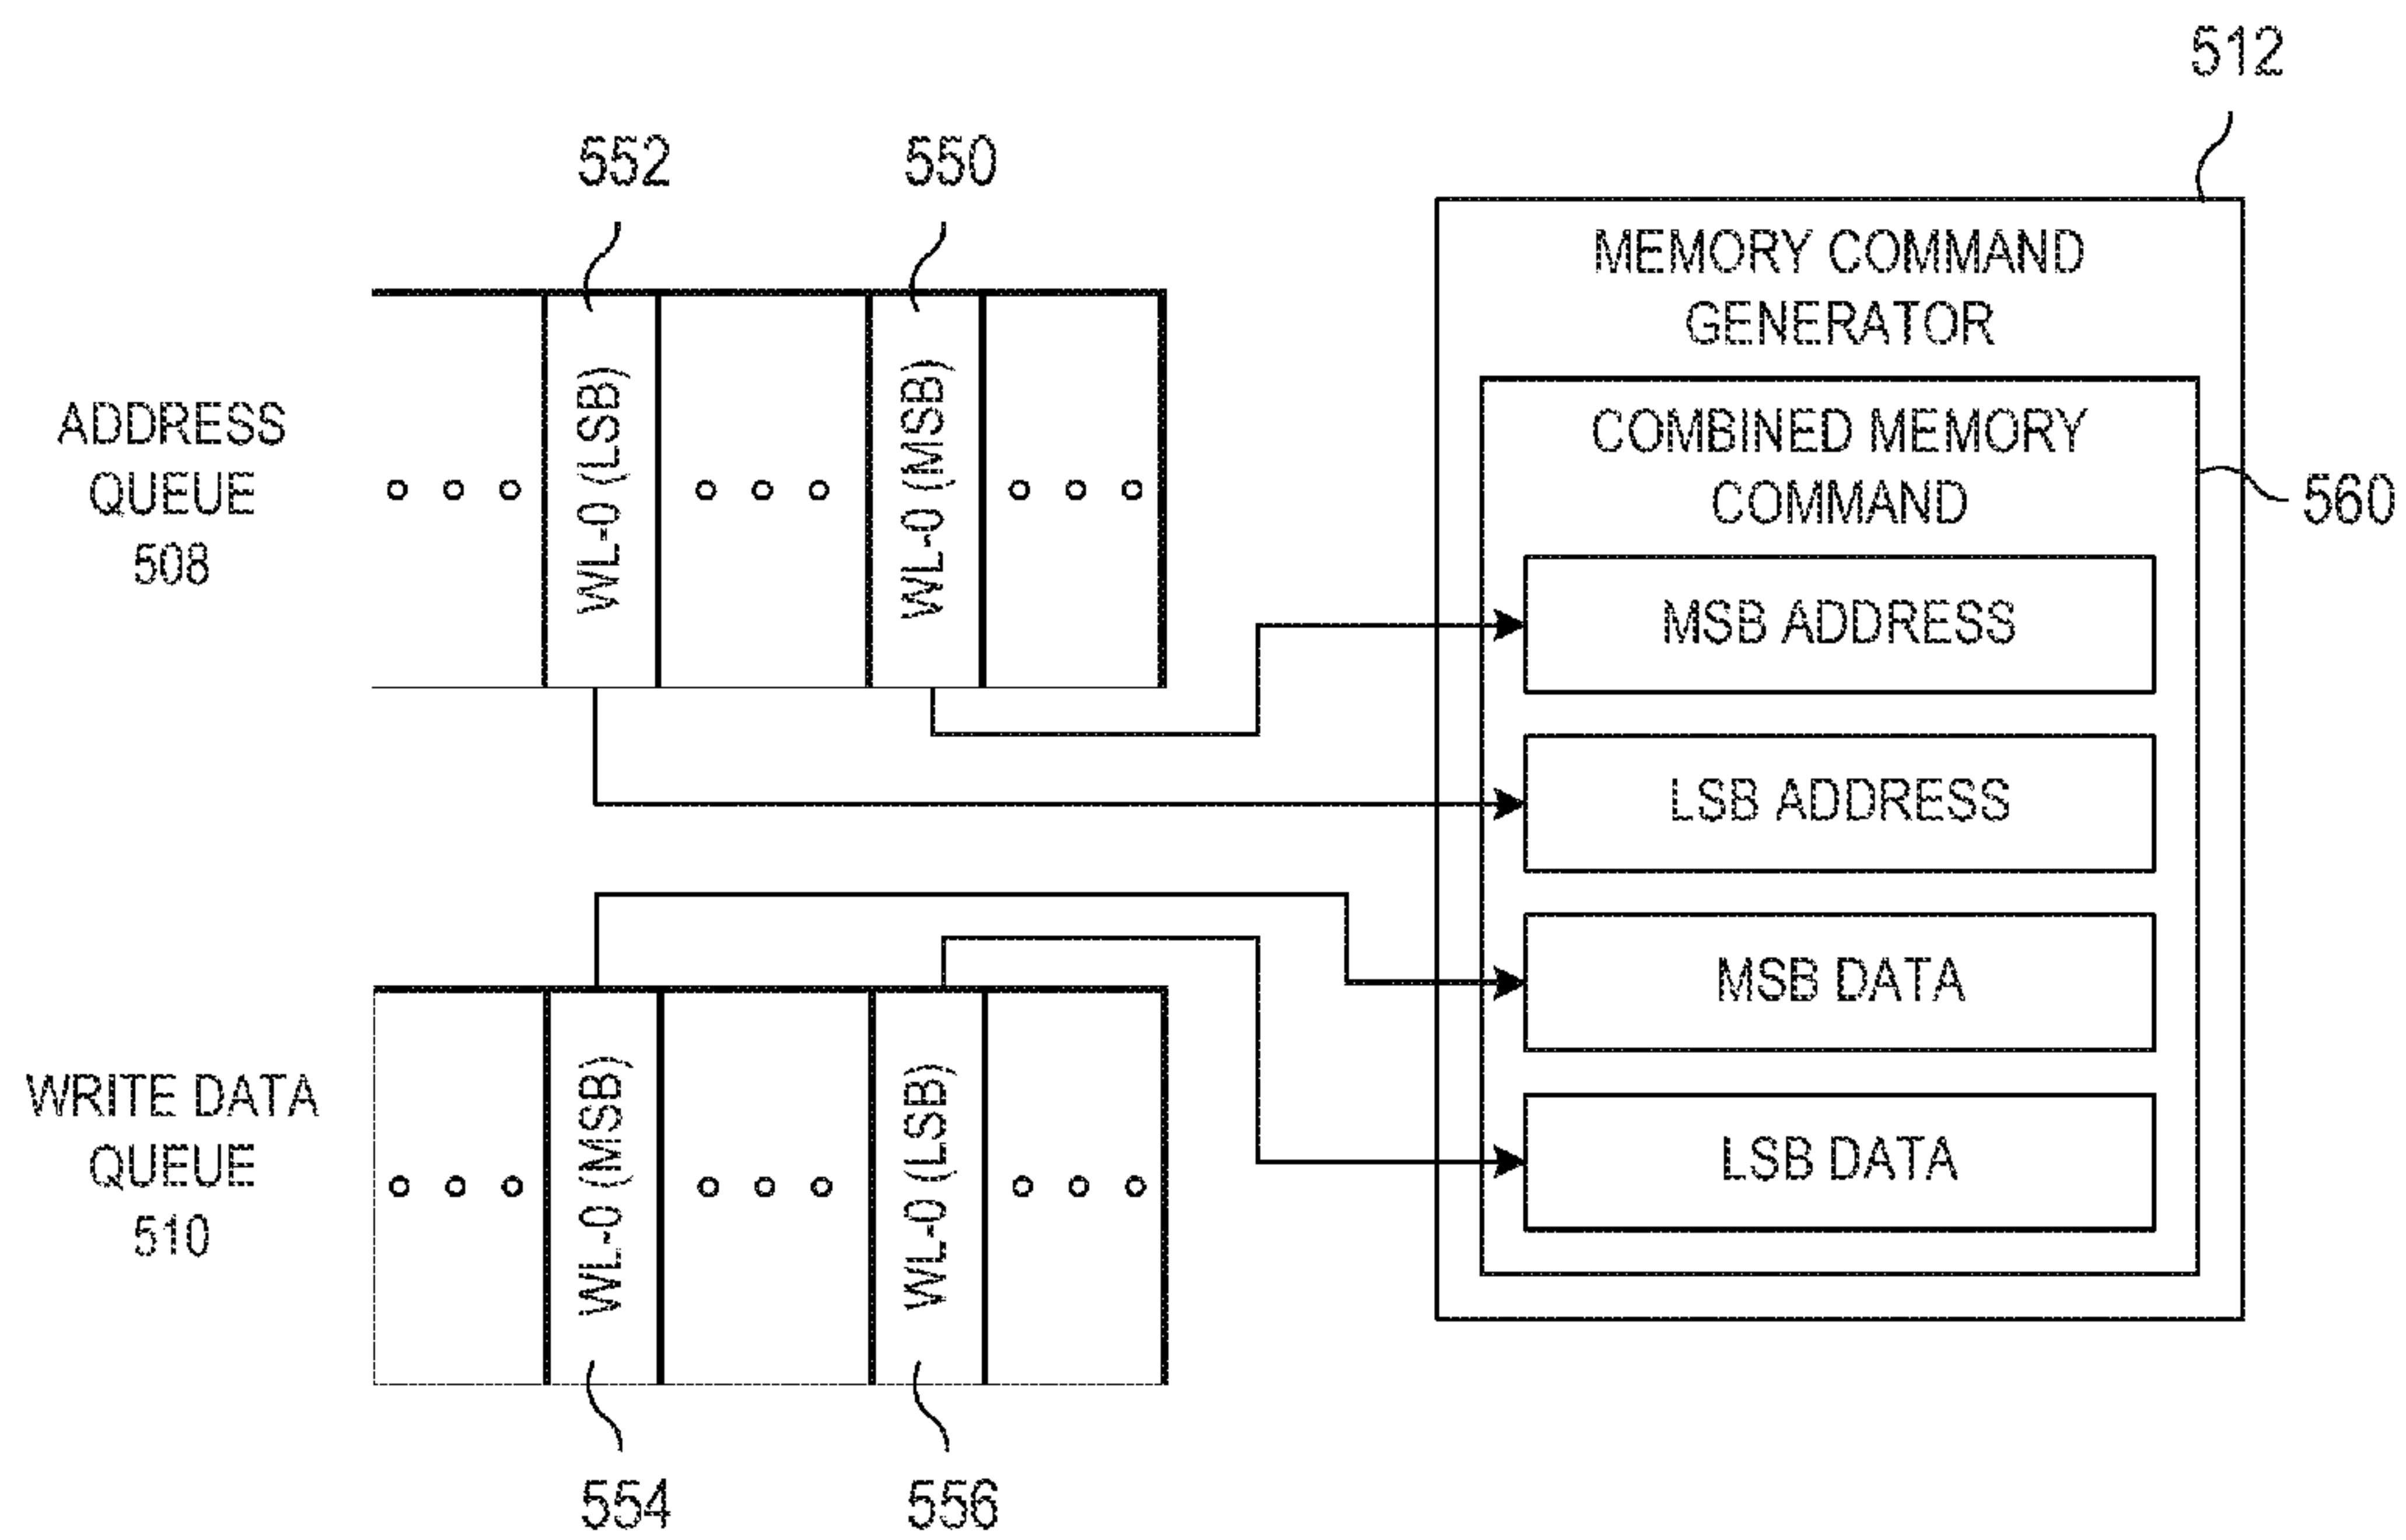 512
552
550
MEMORY COMMAND
GENERATOR
ADDRESS
QUEUE
508
WL-0 (LSB)
WL-0 (MSB)
COMBINED MEMORY
COMMAND
560
MSB ADDRESS
LSB ADDRESS
MSB DATA
LSB DATA
WRITE DATA
QUEUE
510
WL-0 (MSB)
WL-0 (LSB)
554
556